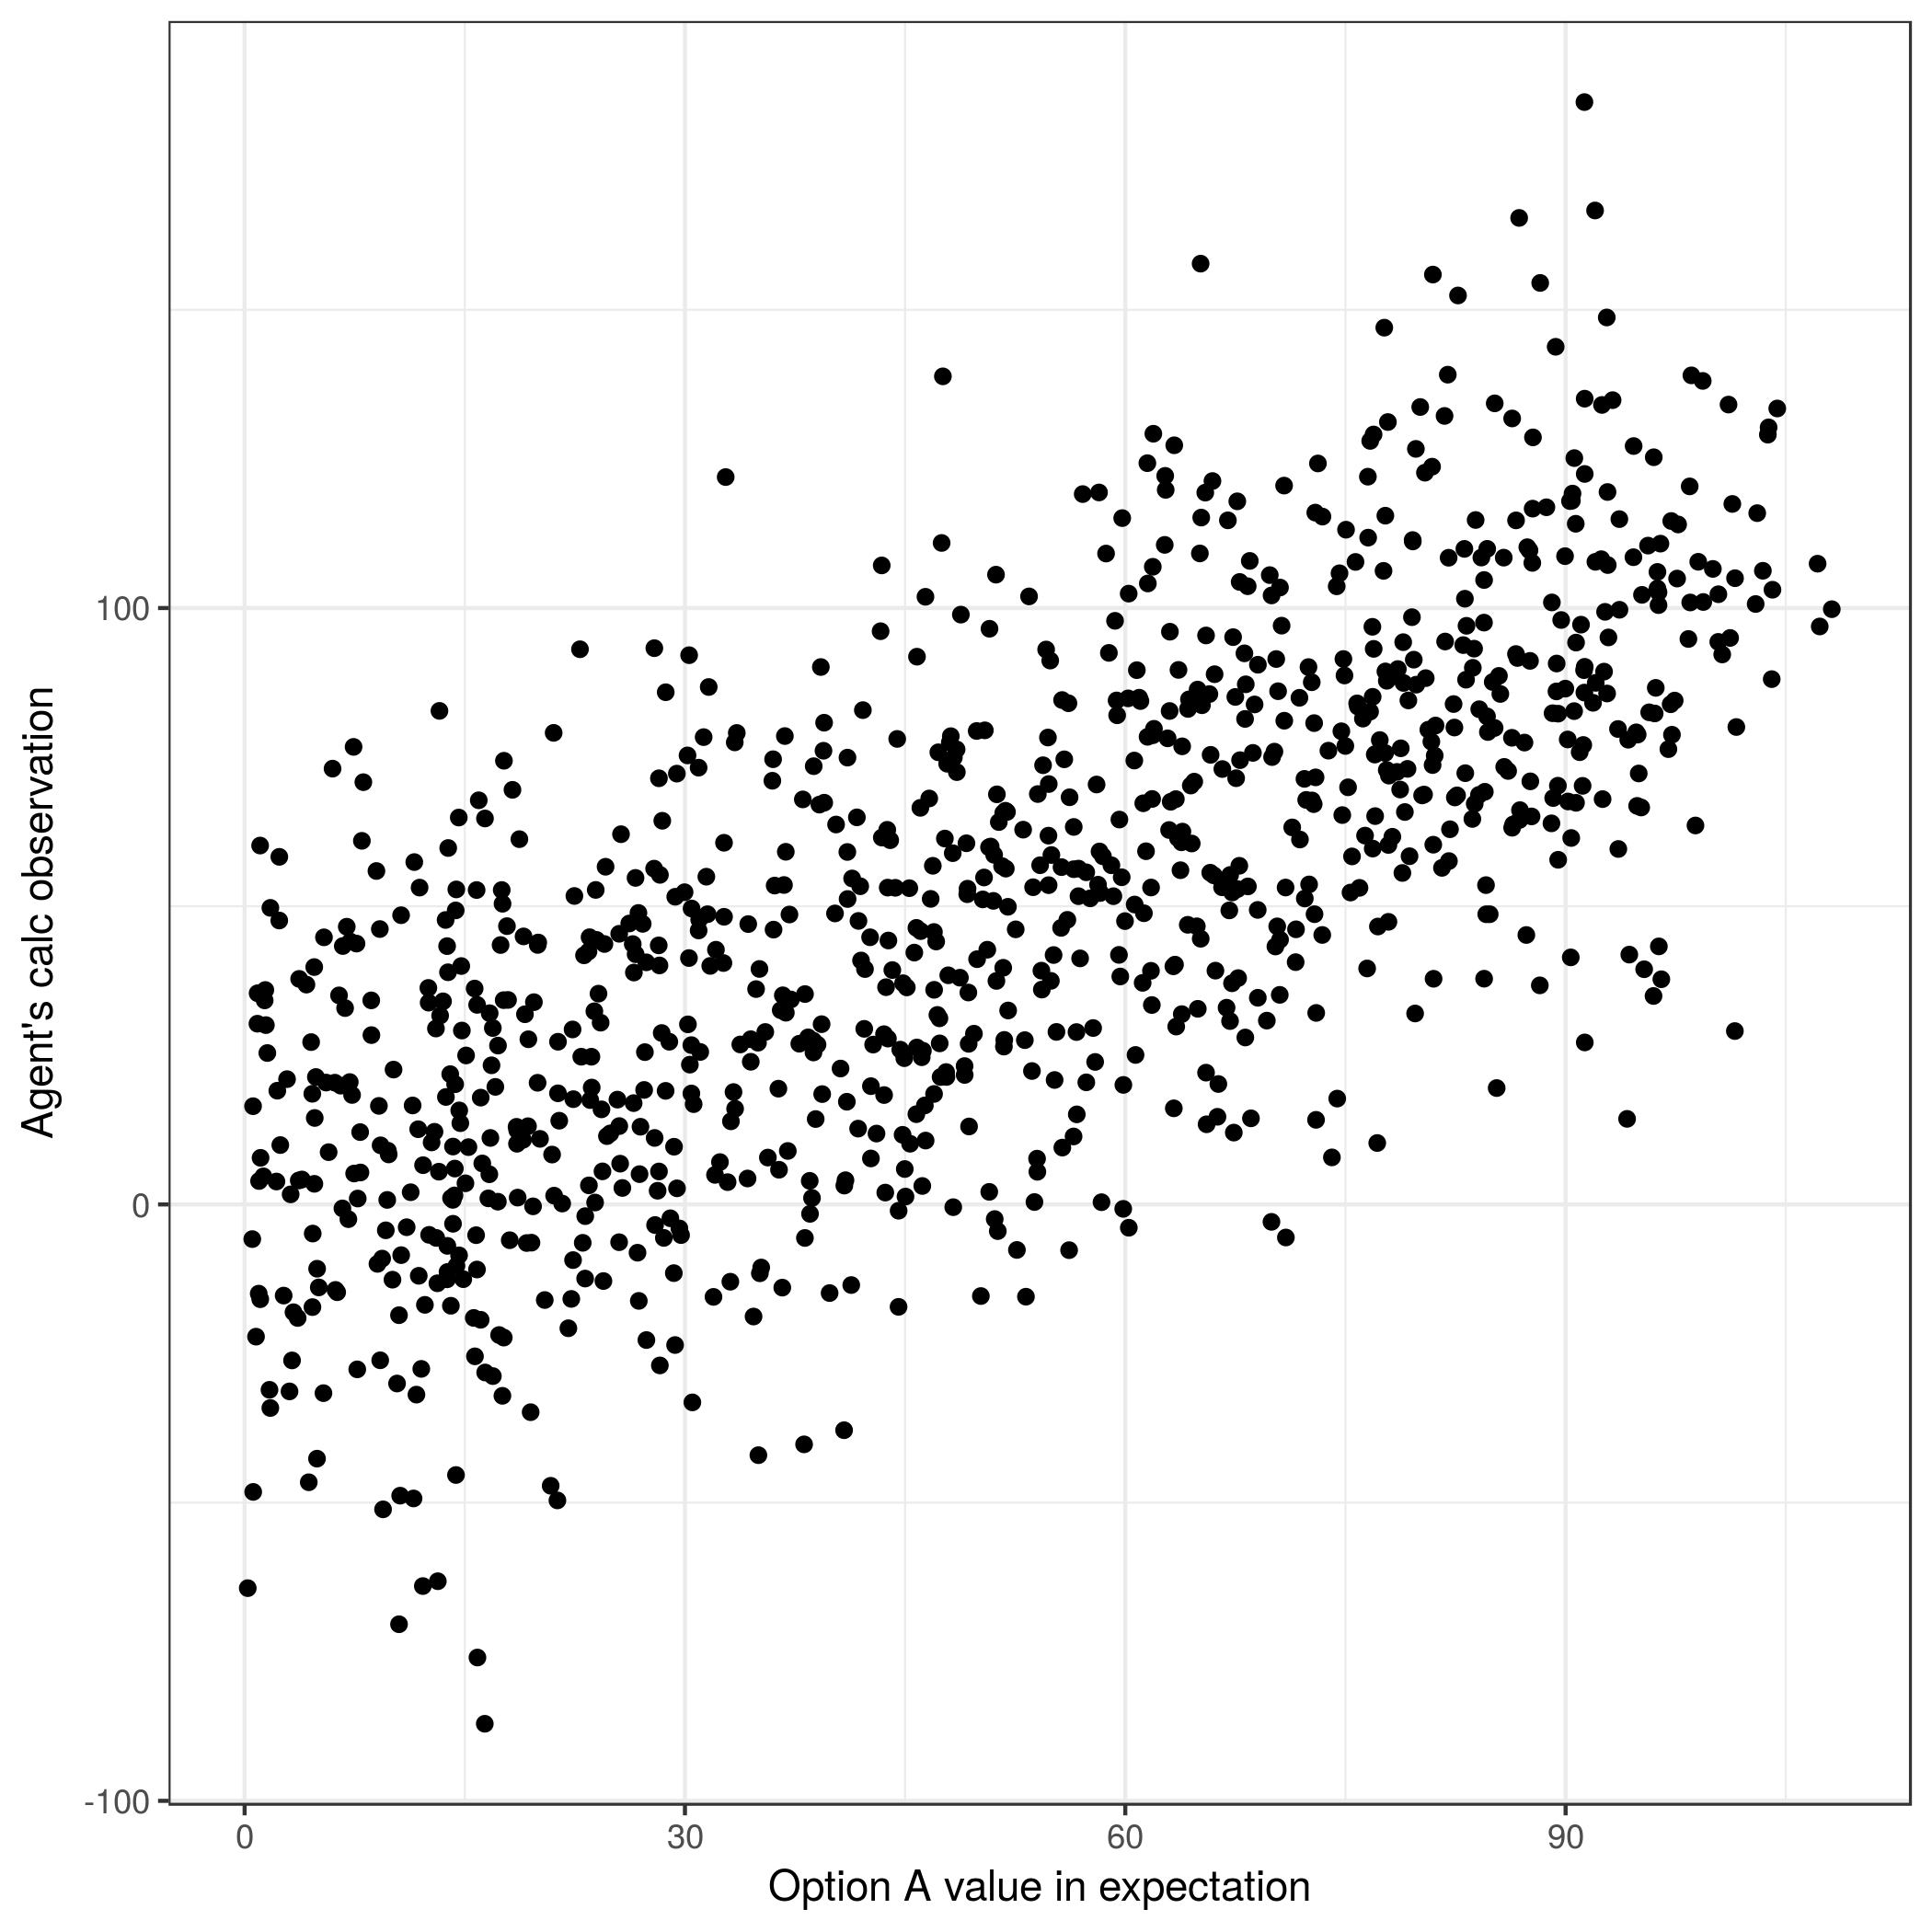 Agent's calc observation
100
0
-100
0 30 60 90
Option A value in expectation